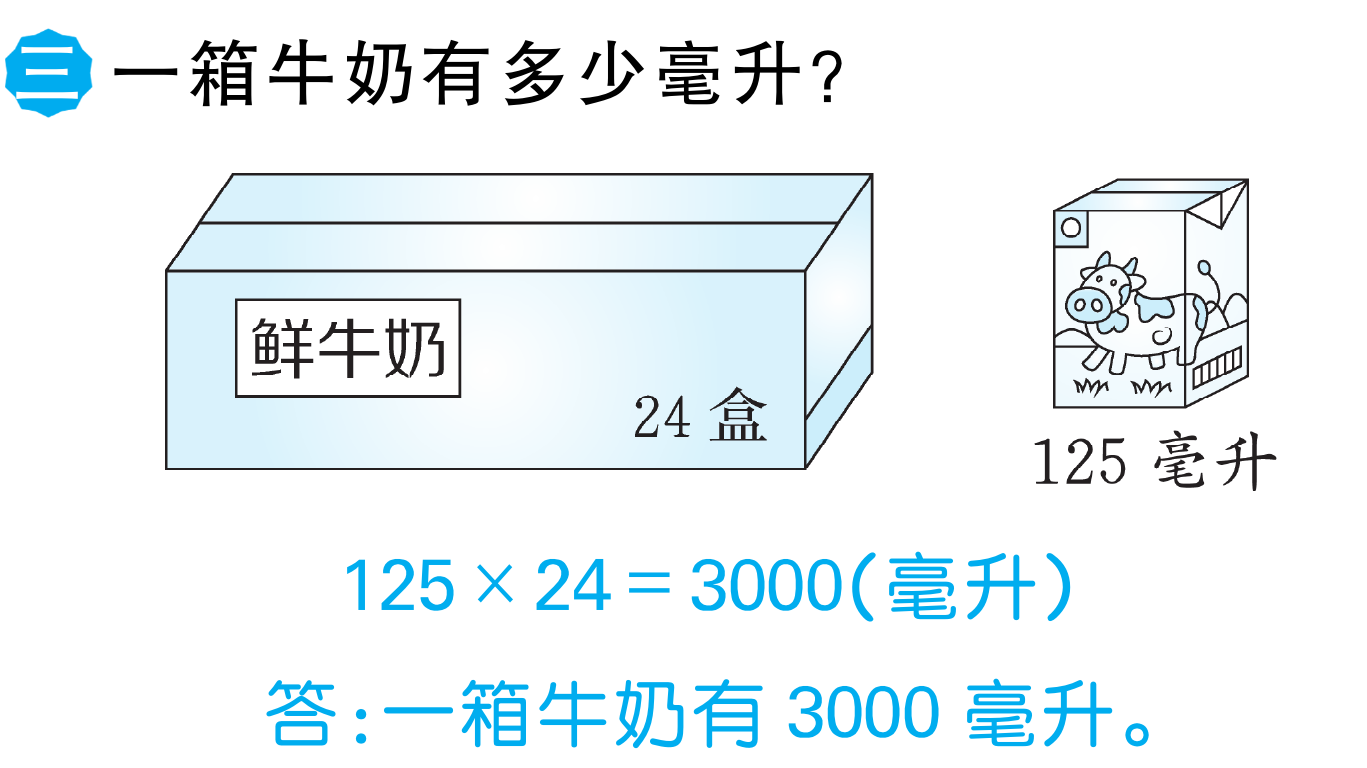 三 一箱牛奶有多少毫升?
鲜牛奶
24 盒
125 毫升
125×24=3000(毫升)
答:一箱牛奶有 3000 毫升。